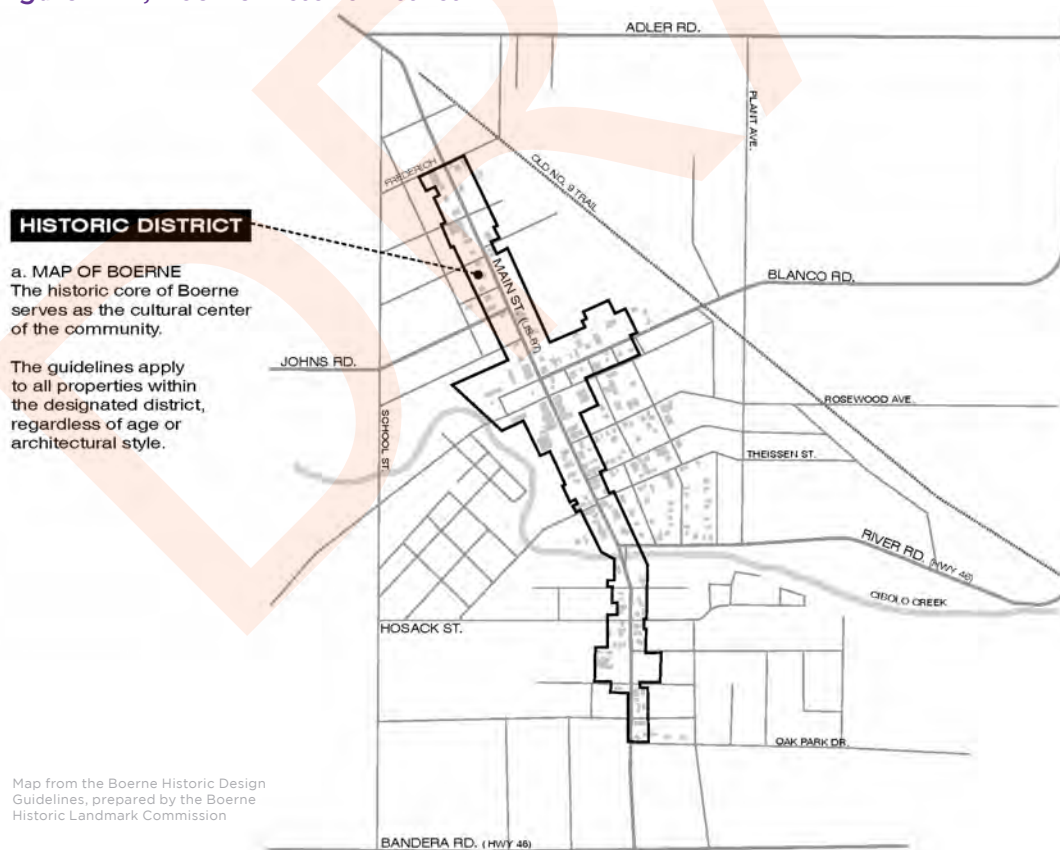 ADLER RD.
PLANT AVE.
OLD NO. 9 TRAIL
FREDERICH
HISTORIC DISTRICT
a. MAP OF BOERNE
The historic core of Boerne
serves as the cultural center
of the community.
The guidelines apply
to all properties within
the designated district,
regardless of age or
architectural style.
MAIN ST. (US 87)
BLANCO RD.
JOHNS RD.
SCHOOL ST.
ROSEWOOD AVE.
THEISSEN ST.
RIVER RD. (HWY 46)
CIBOLO CREEK
HOSACK ST.
OAK PARK DR.
Map from the Boerne Historic Design
Guidelines, prepared by the Boerne
Historic Landmark Commission
BANDERA RD. (HWY 46)